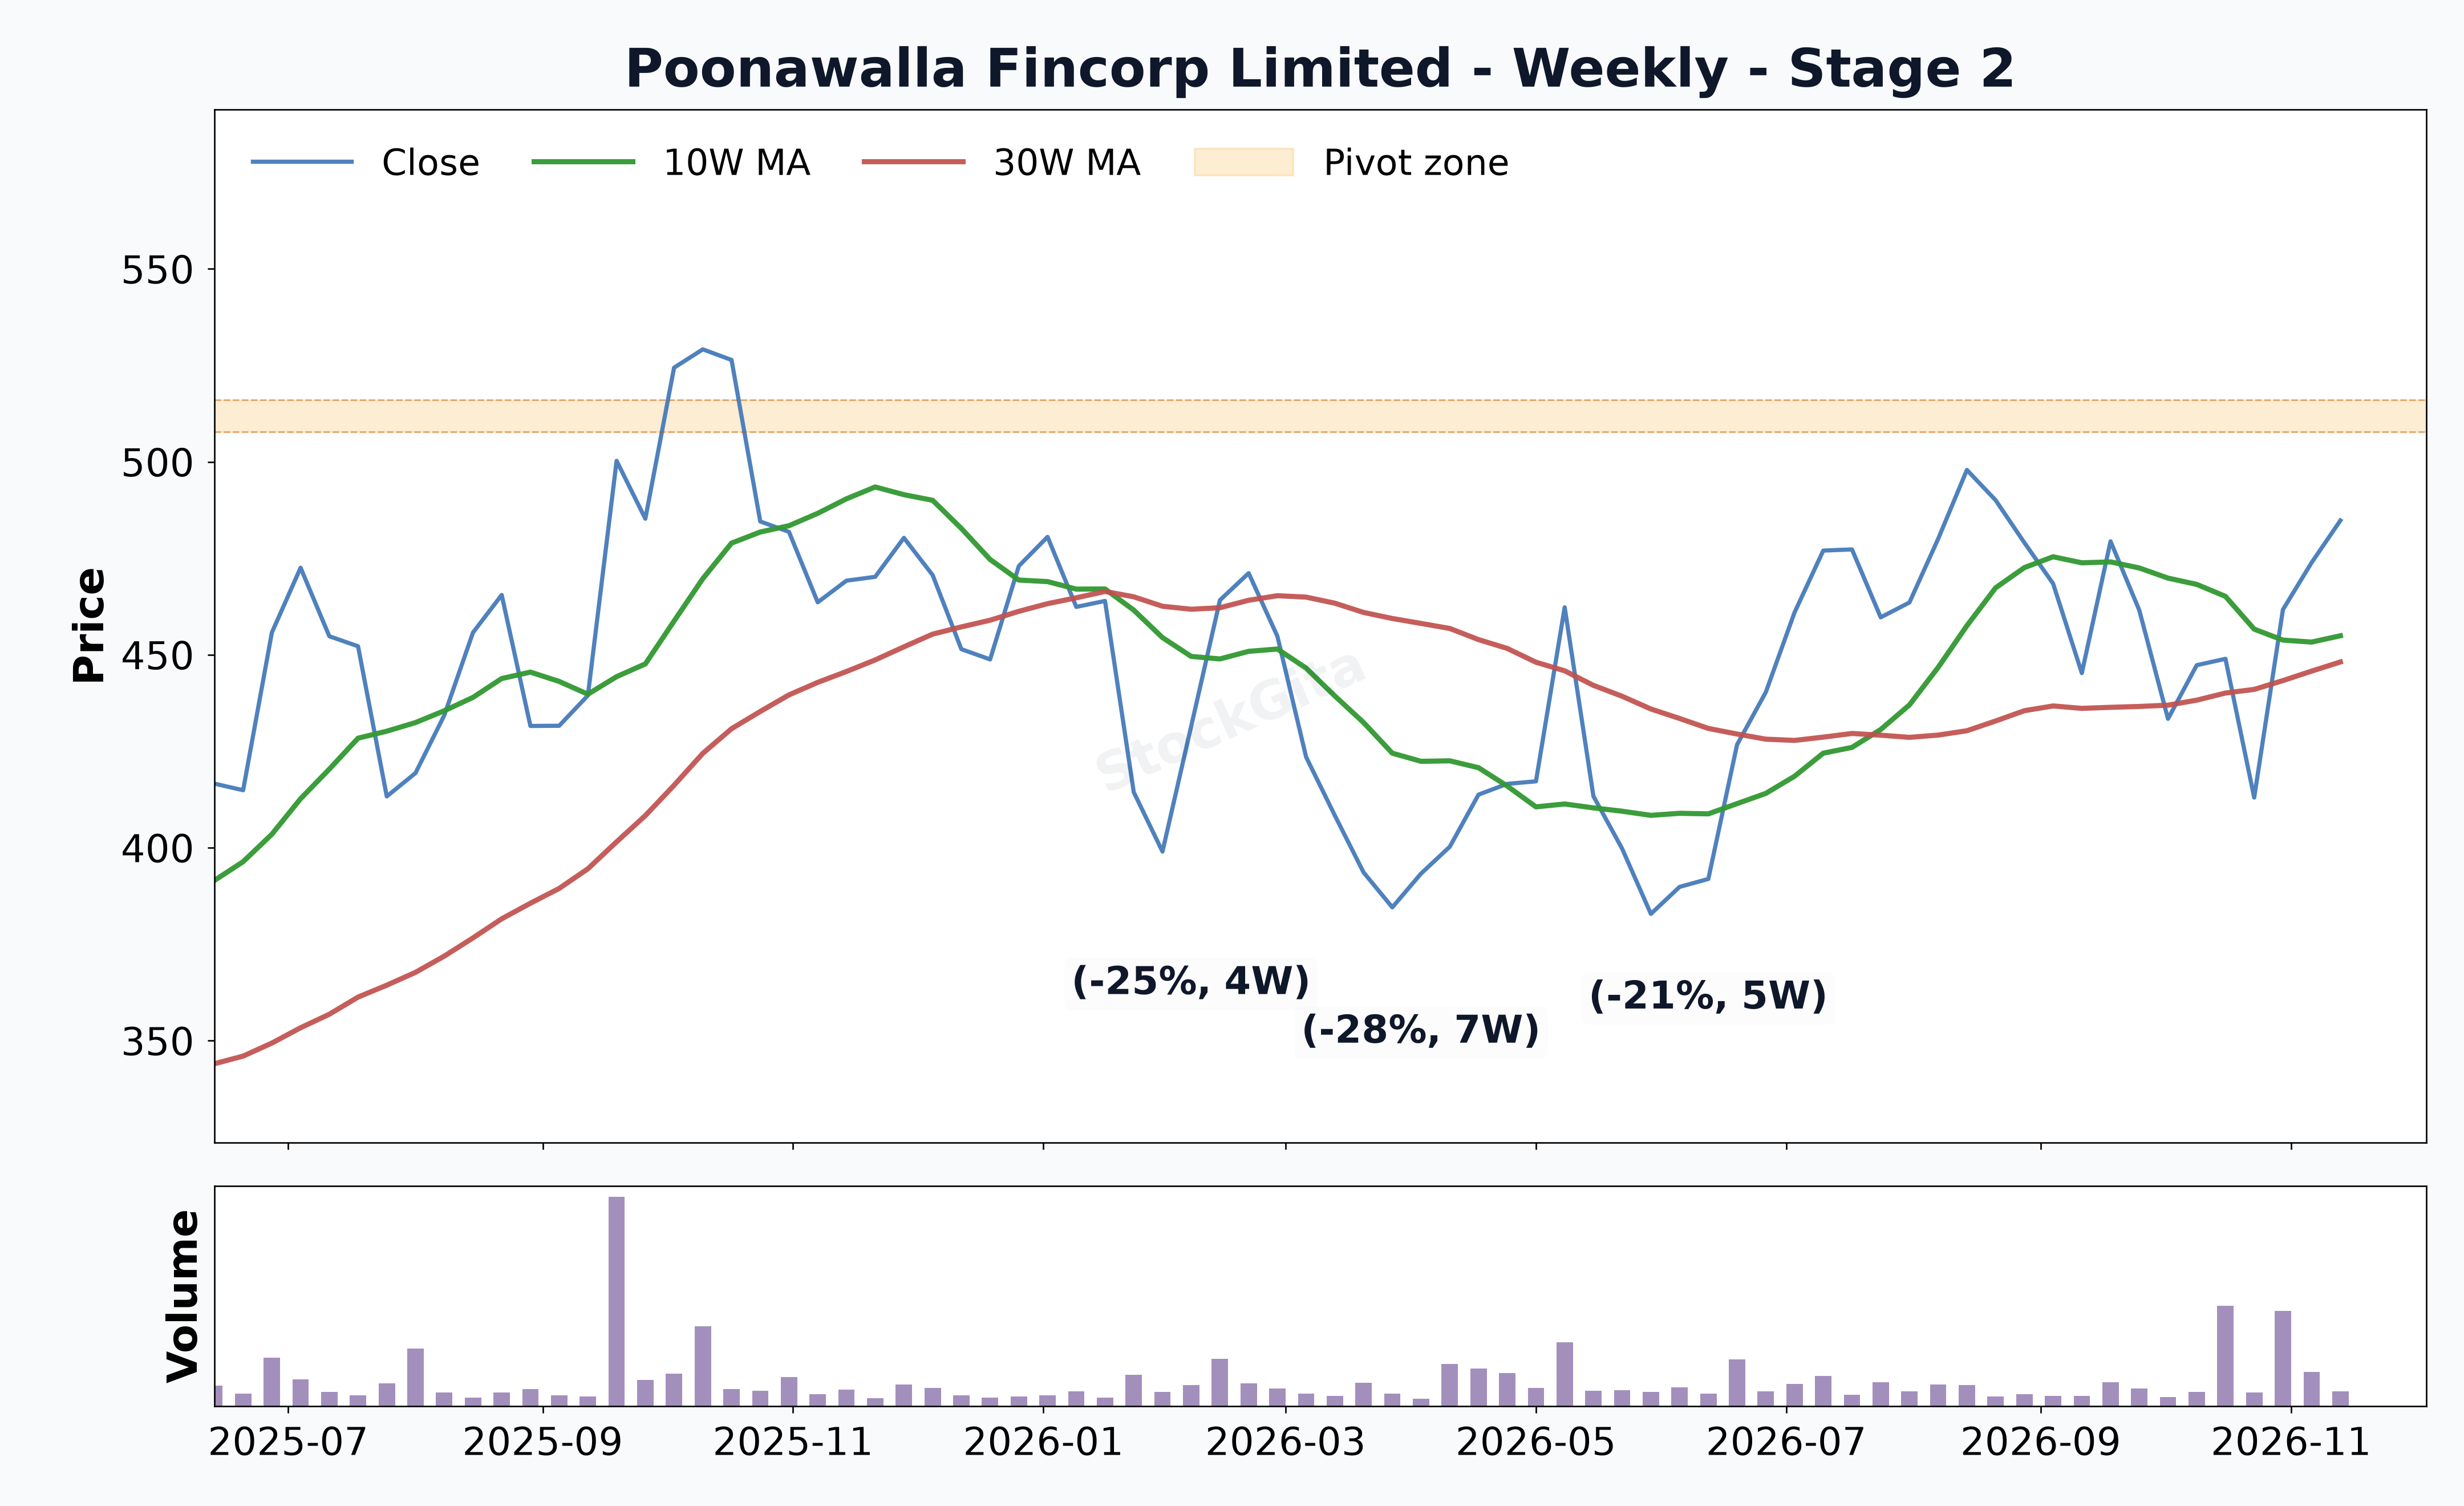 Poonawalla Fincorp Limited - Weekly - Stage 2
Close 10W MA 30W MA Pivot zone
550
500
450
400
350
Price
StockGita
(-25%, 4W)
(-28%, 7W)
(-21%, 5W)
Volume
2025-07 2025-09 2025-11 2026-01 2026-03 2026-05 2026-07 2026-09 2026-11